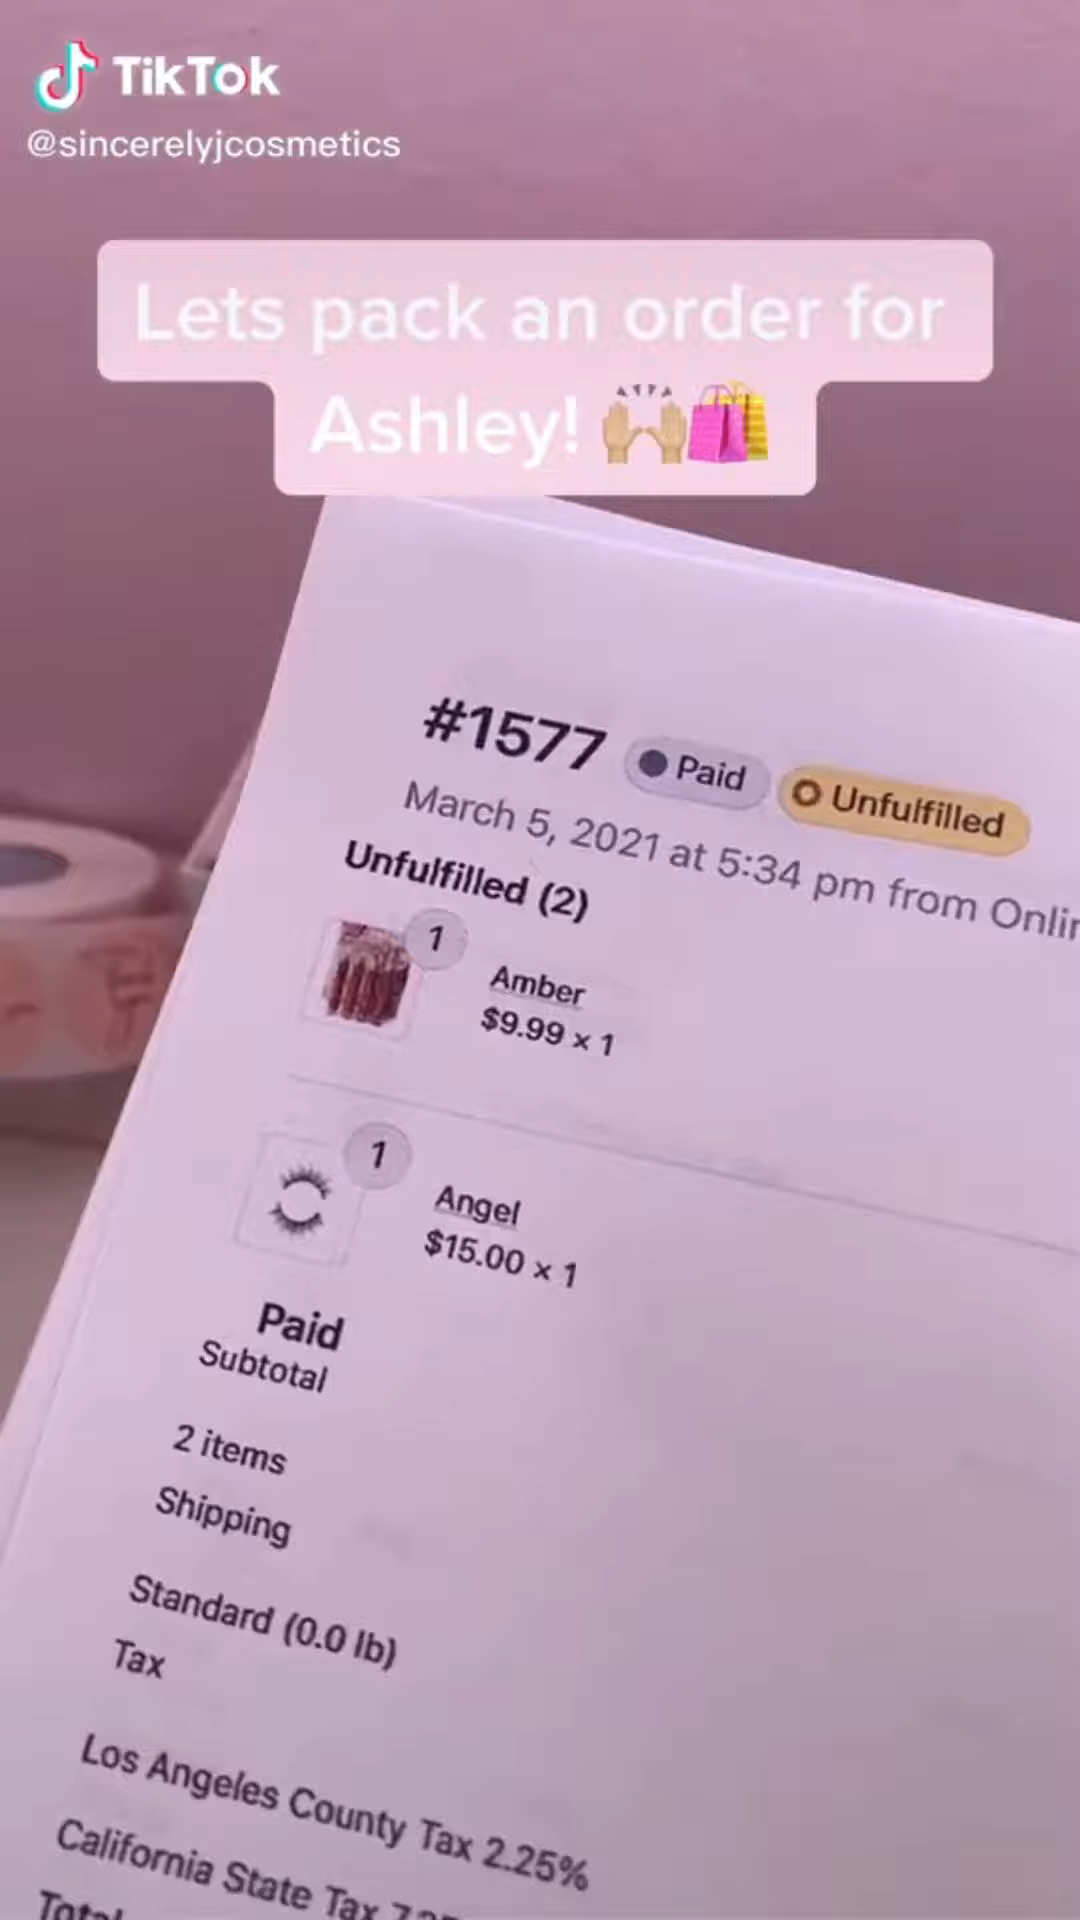 TikTok
@sincerelyjcosmetics
Lets pack an order for
Ashley! 🙌🏼🛍
#1577 Paid Unfulfilled
March 5, 2021 at 5:34 pm from
Unfulfilled (2)
1
Amber
$9.99 × 1
1
Angel
$15.00 × 1
Paid
Subtotal
2 items
Shipping
Standard (0.0 lb)
Tax
Los Angeles County Tax 2.25%
California State Tax
Total